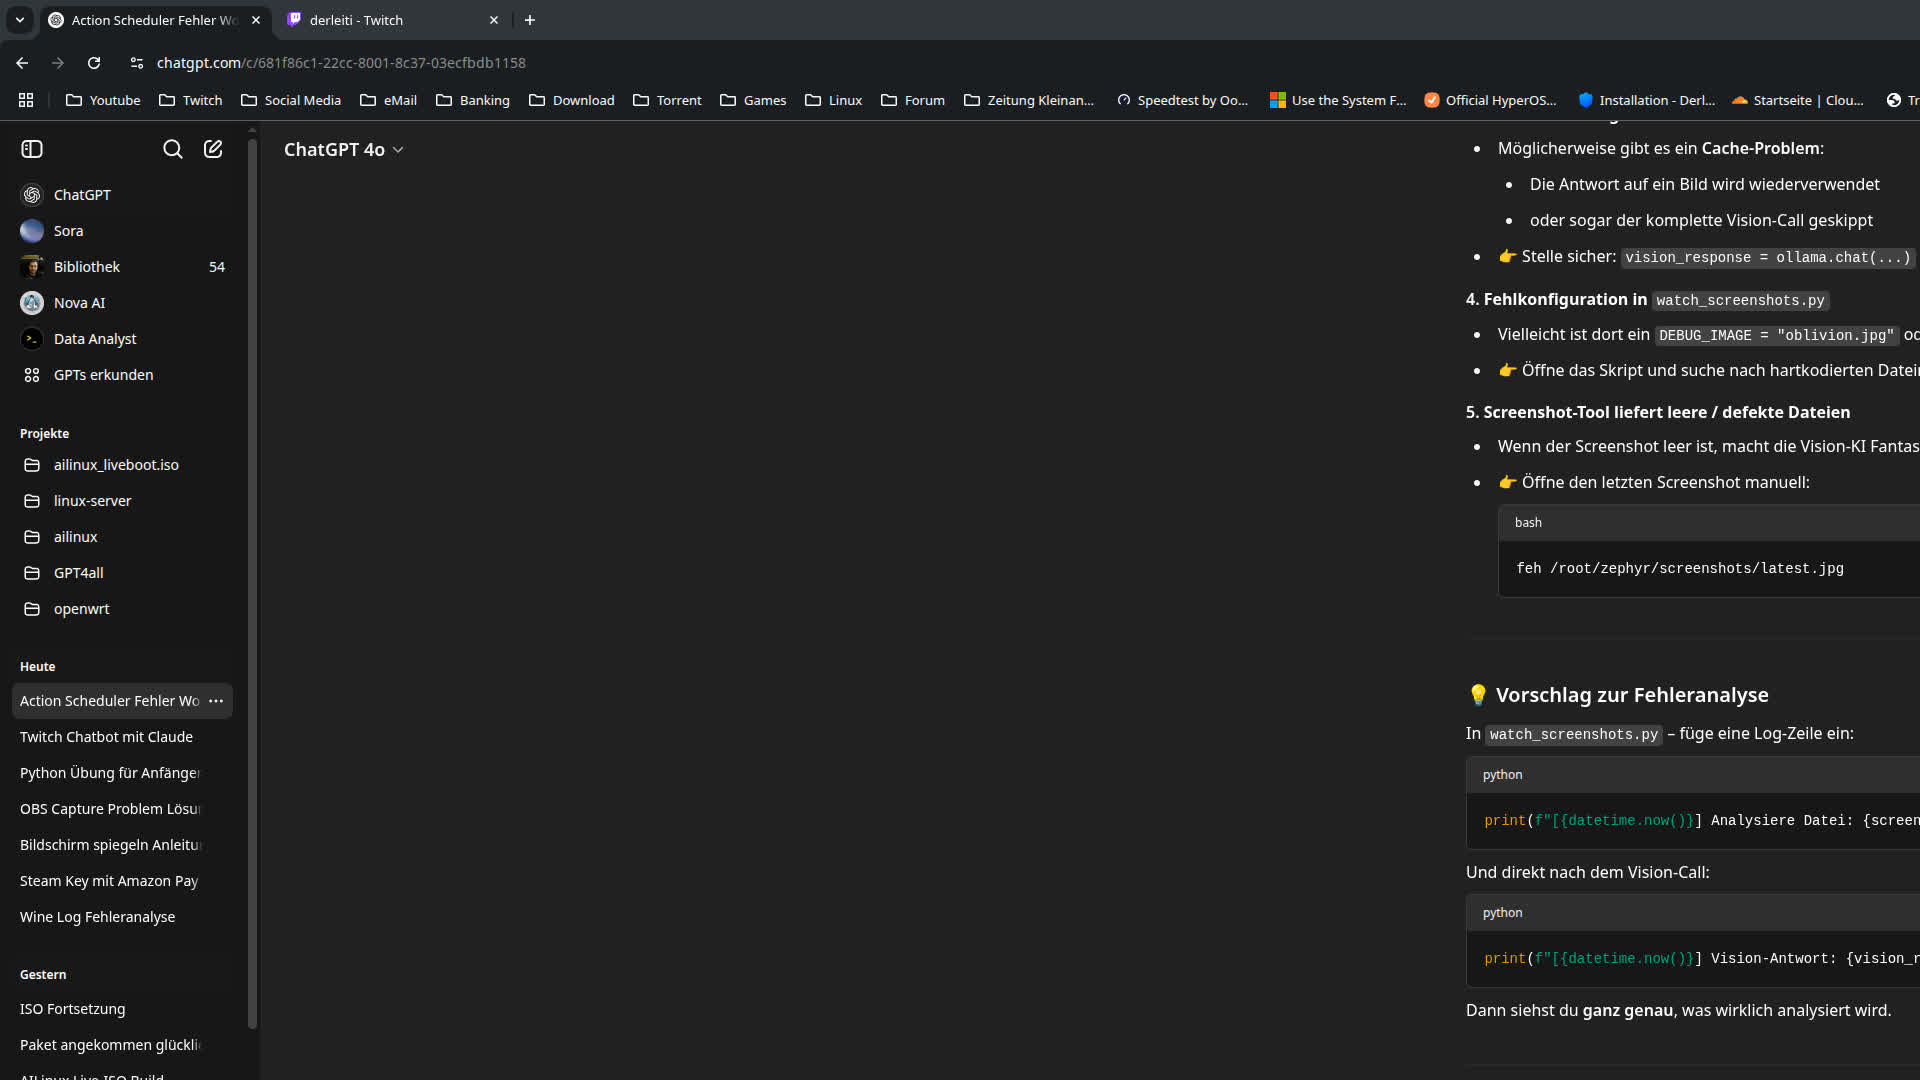 Action Scheduler Fehler Wo
derleiti - Twitch
chatgpt.com/c/681f86c1-22cc-8001-8c37-03ecfbdb1158
Youtube
Twitch
Social Media
eMail
Banking
Download
Torrent
Games
Linux
Forum
Zeitung Kleinan...
Speedtest by Oo...
Use the System F...
Official HyperOS...
Installation - Derl...
Startseite | Clou...
Tr
ChatGPT
Sora
Bibliothek 54
Nova AI
Data Analyst
GPTs erkunden
Projekte
ailinux_liveboot.iso
linux-server
ailinux
GPT4all
openwrt
Heute
Action Scheduler Fehler Wo
Twitch Chatbot mit Claude
Python Übung für Anfänger
OBS Capture Problem Lösu
Bildschirm spiegeln Anleitu
Steam Key mit Amazon Pay
Wine Log Fehleranalyse
Gestern
ISO Fortsetzung
Paket angekommen glückli
AILinux Live ISO Build
ChatGPT 4o
• Möglicherweise gibt es ein Cache-Problem:
• Die Antwort auf ein Bild wird wiederverwendet
• oder sogar der komplette Vision-Call geskippt
• 👉 Stelle sicher: vision_response = ollama.chat(...)
4. Fehlkonfiguration in watch_screenshots.py
• Vielleicht ist dort ein DEBUG_IMAGE = "oblivion.jpg" od
• 👉 Öffne das Skript und suche nach hartkodierten Datei
5. Screenshot-Tool liefert leere / defekte Dateien
• Wenn der Screenshot leer ist, macht die Vision-KI Fantas
• 👉 Öffne den letzten Screenshot manuell:
bash
feh /root/zephyr/screenshots/latest.jpg
💡 Vorschlag zur Fehleranalyse
In watch_screenshots.py – füge eine Log-Zeile ein:
python
print(f"[{datetime.now()}] Analysiere Datei: {screen
Und direkt nach dem Vision-Call:
python
print(f"[{datetime.now()}] Vision-Antwort: {vision_r
Dann siehst du ganz genau, was wirklich analysiert wird.